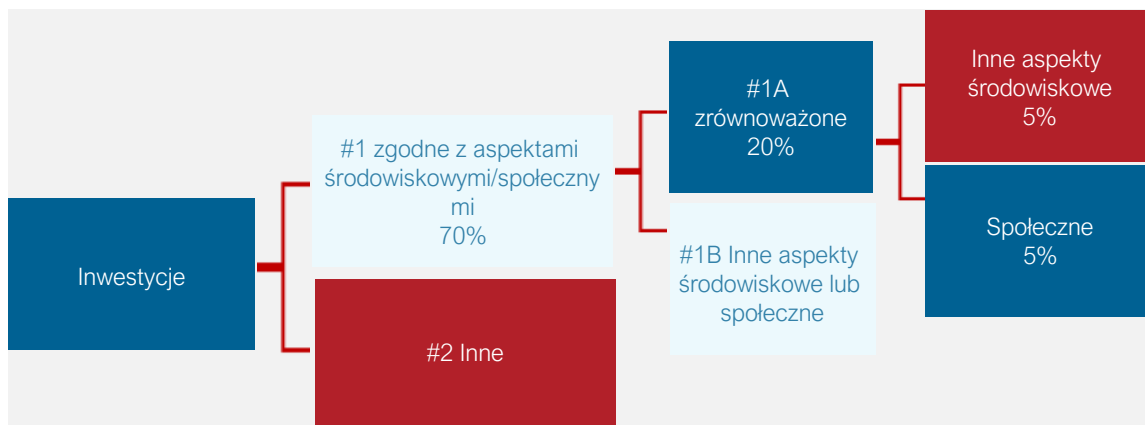 Inwestycje
#1 zgodne z aspektami
środowiskowymi/społeczny
mi
70%
#2 Inne
#1A
zrównoważone
20%
#1B Inne aspekty
środowiskowe lub
społeczne
Inne aspekty
środowiskowe
5%
Społeczne
5%